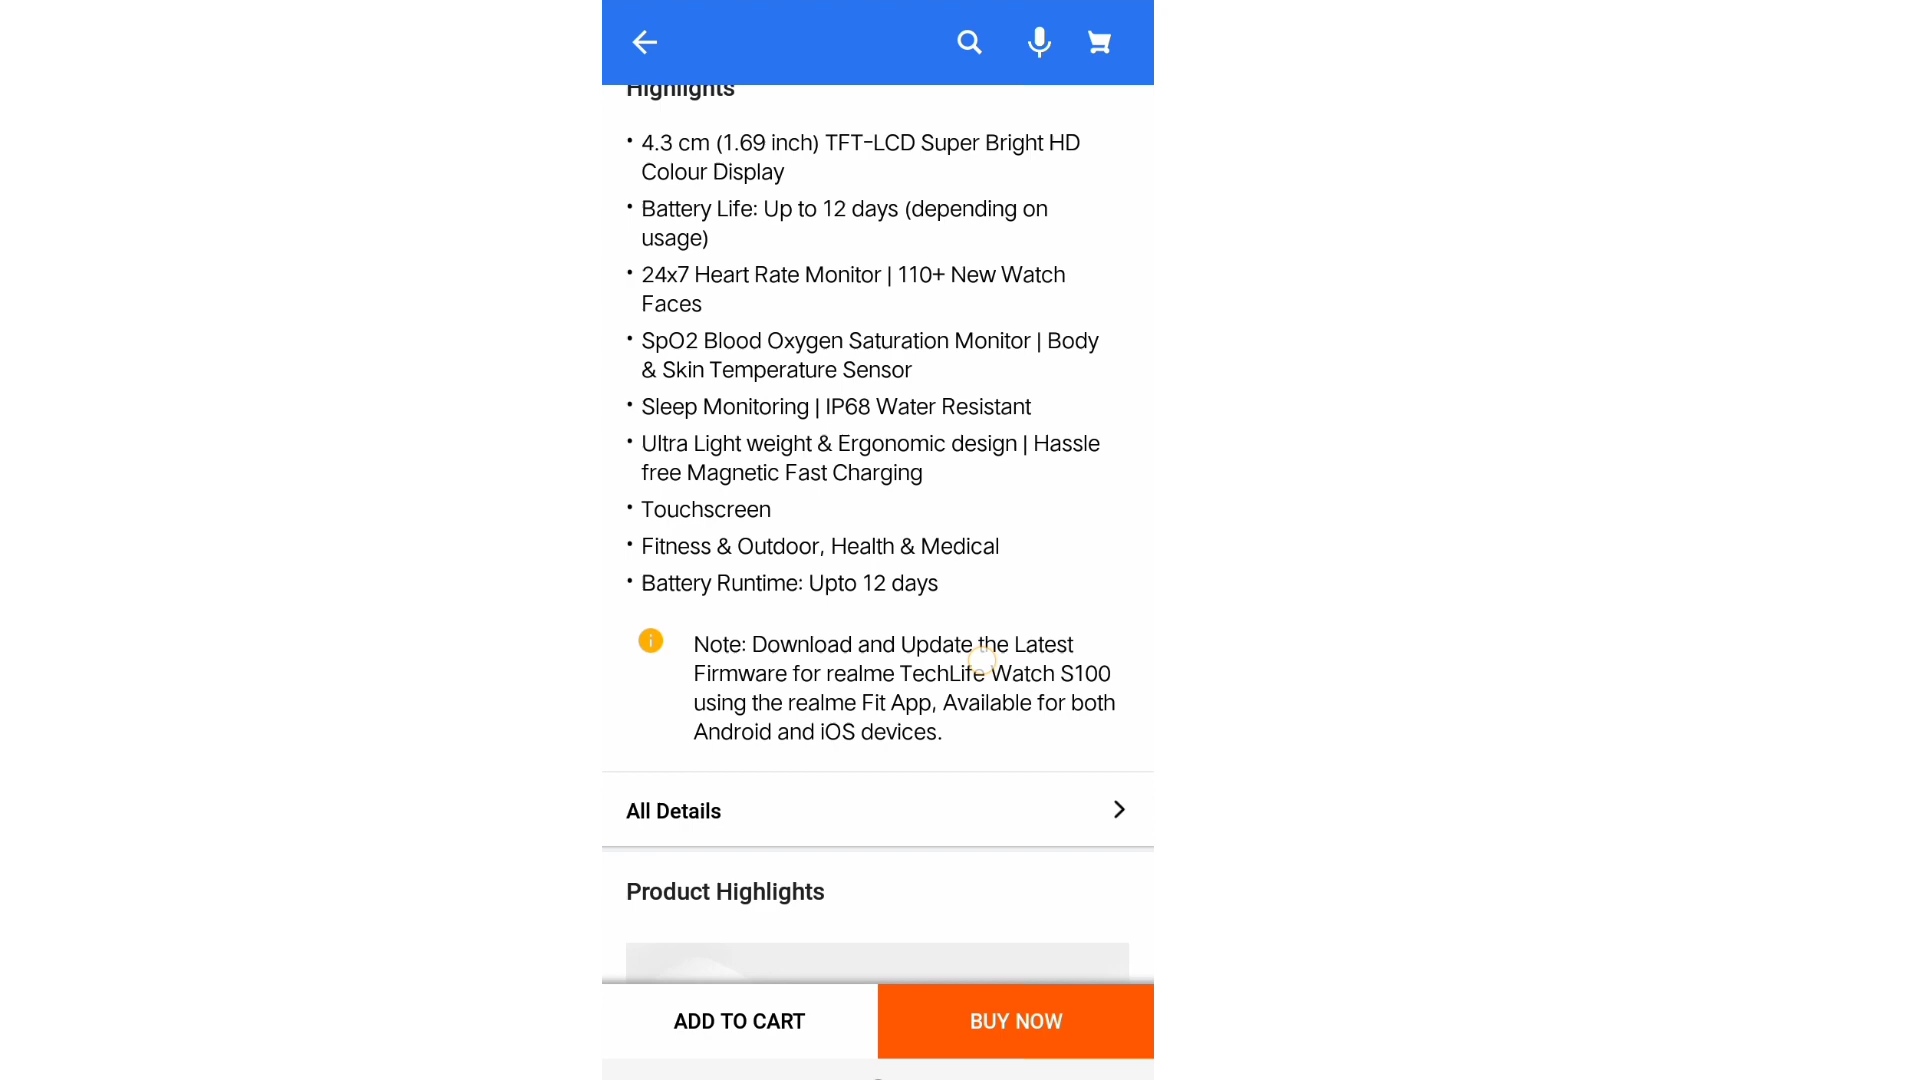 Highlights
• 4.3 cm (1.69 inch) TFT-LCD Super Bright HD
Colour Display
• Battery Life: Up to 12 days (depending on
usage)
• 24x7 Heart Rate Monitor | 110+ New Watch
Faces
• SpO2 Blood Oxygen Saturation Monitor | Body
& Skin Temperature Sensor
• Sleep Monitoring | IP68 Water Resistant
• Ultra Light weight & Ergonomic design | Hassle
free Magnetic Fast Charging
• Touchscreen
• Fitness & Outdoor, Health & Medical
• Battery Runtime: Upto 12 days
Note: Download and Update the Latest
Firmware for realme TechLife Watch S100
using the realme Fit App, Available for both
Android and iOS devices.
All Details
Product Highlights
ADD TO CART
BUY NOW